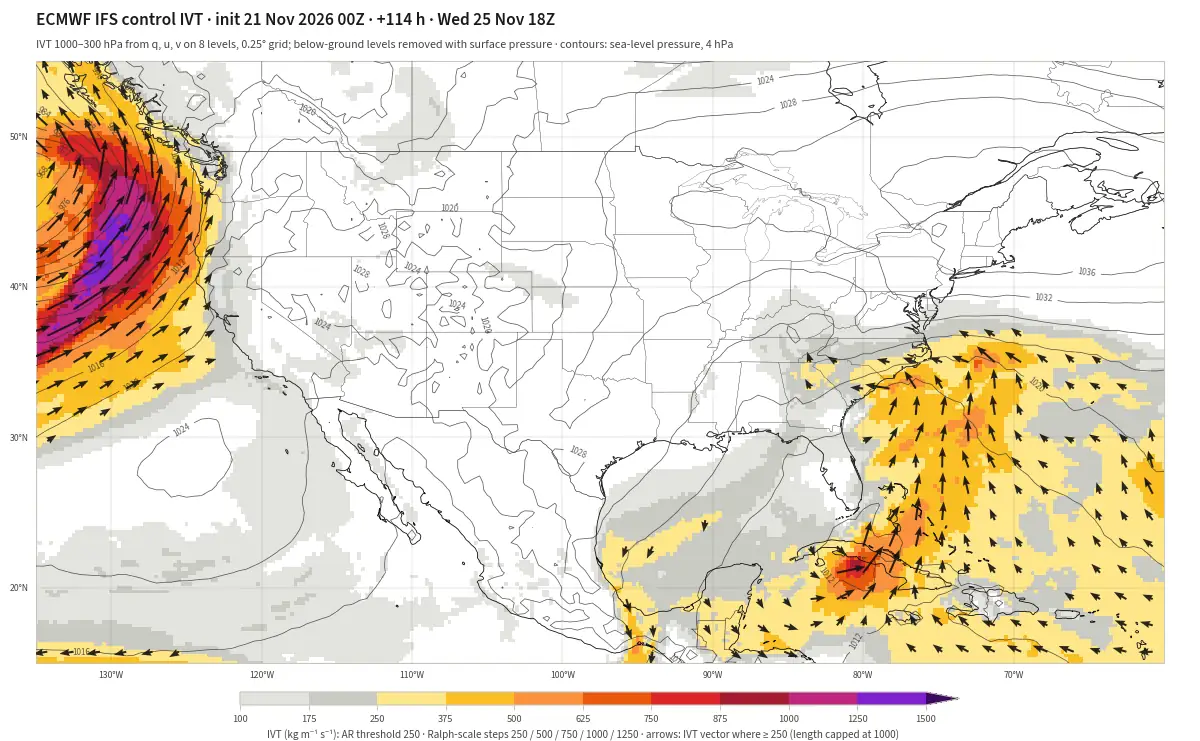 ECMWF IFS control IVT · init 21 Nov 2026 00Z · +114 h · Wed 25 Nov 18Z
IVT 1000–300 hPa from q, u, v on 8 levels, 0.25° grid; below-ground levels removed with surface pressure · contours: sea-level pressure, 4 hPa
1024
1028
1020
50°N
976
1020
1028
1024
1028
1036
40°N
1032
1024
1024
1016
30°N
1024
1028
20°N
1012
1016
130°W 120°W 110°W 100°W 90°W 80°W 70°W
100 175 250 375 500 625 750 875 1000 1250 1500
IVT (kg m⁻¹ s⁻¹): AR threshold 250 · Ralph-scale steps 250 / 500 / 750 / 1000 / 1250 · arrows: IVT vector where ≥ 250 (length capped at 1000)